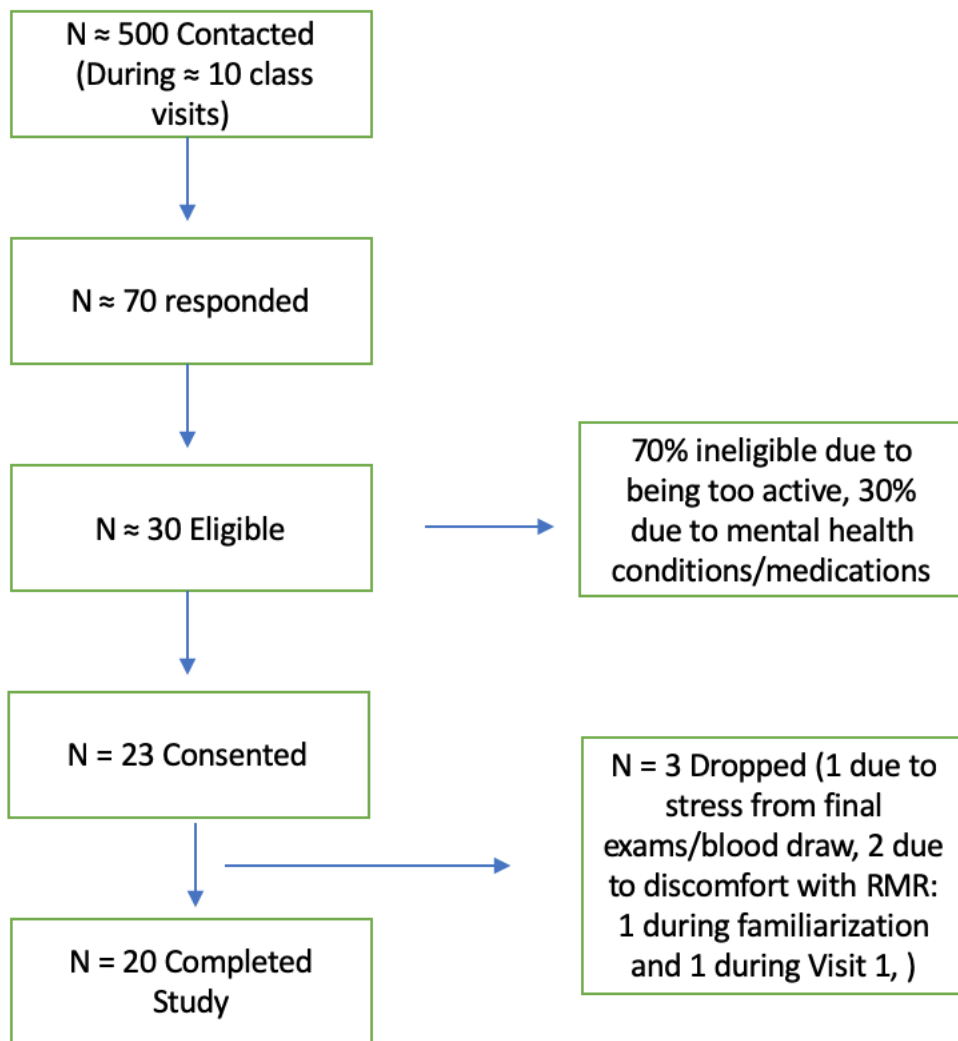 N ≈ 500 Contacted
(During ≈ 10 class
visits)
N ≈ 70 responded
N ≈ 30 Eligible
70% ineligible due to
being too active, 30%
due to mental health
conditions/medications
N = 23 Consented
N = 3 Dropped (1 due to
stress from final
exams/blood draw, 2 due
to discomfort with RMR:
1 during familiarization
and 1 during Visit 1, )
N = 20 Completed
Study